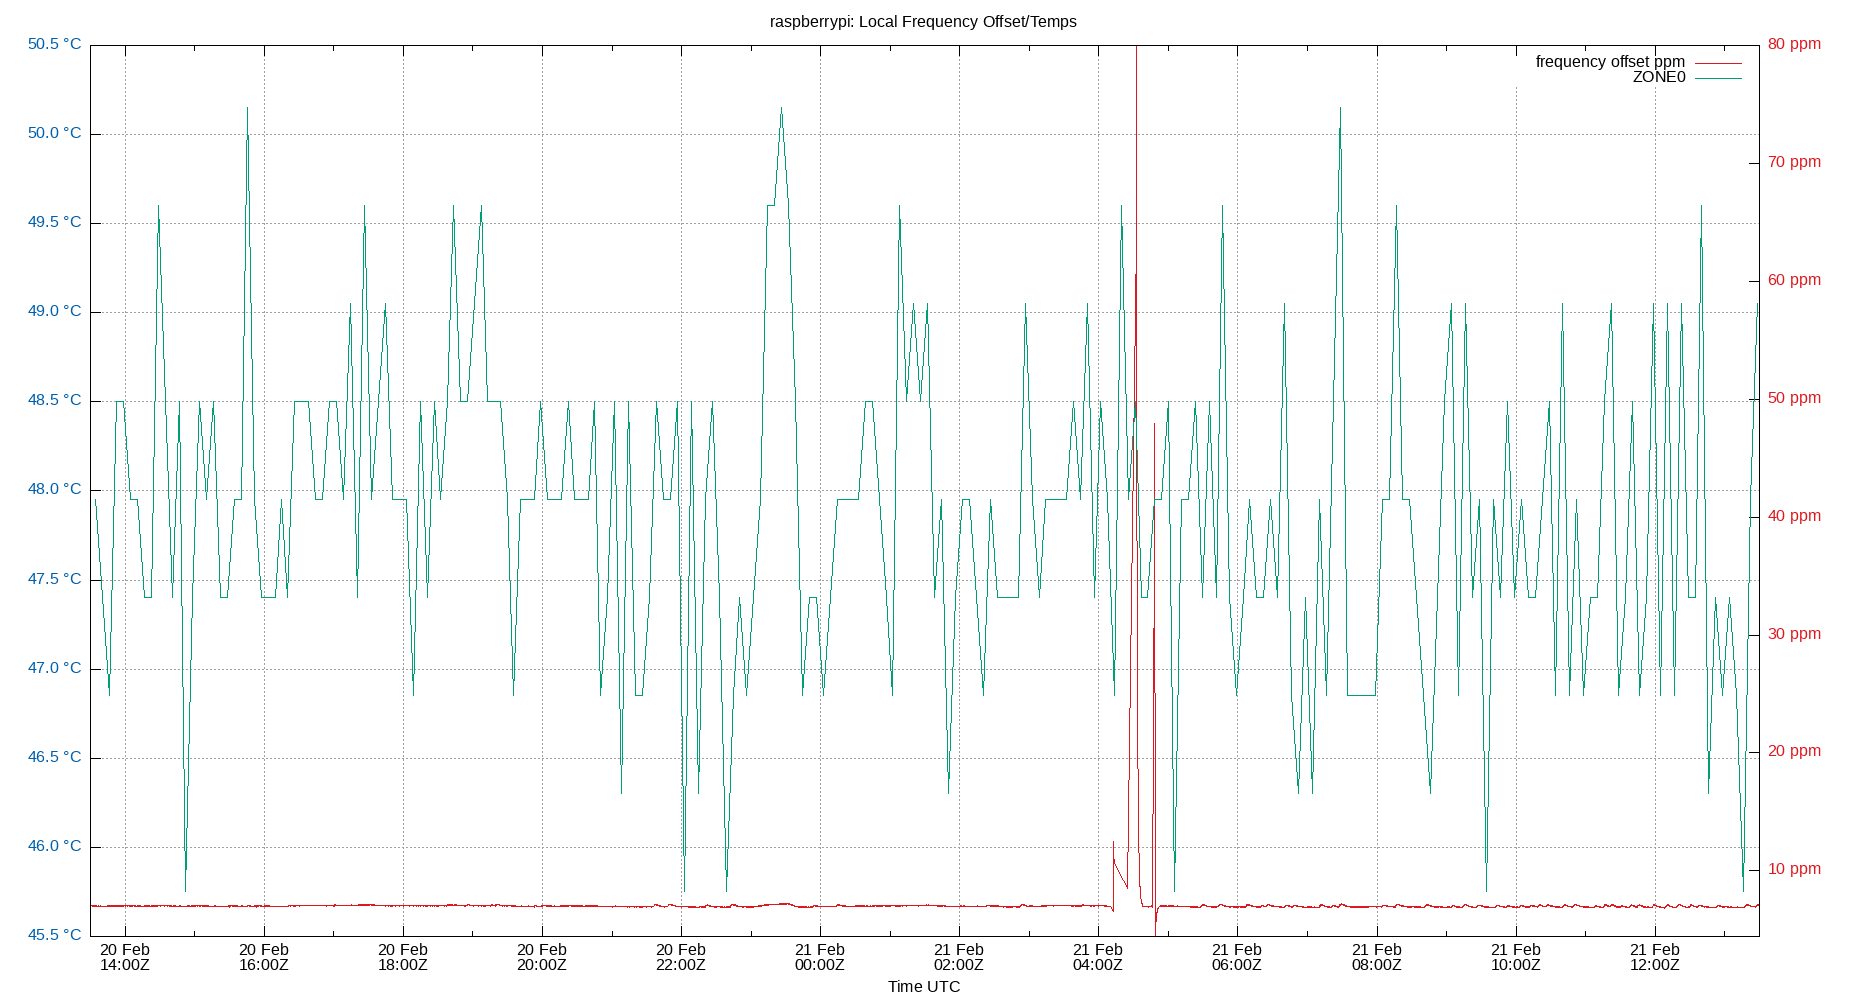 raspberrypi: Local Frequency Offset/Temps
50.5 °C
50.0 °C
49.5 °C
49.0 °C
48.5 °C
48.0 °C
47.5 °C
47.0 °C
46.5 °C
46.0 °C
45.5 °C
80 ppm
70 ppm
60 ppm
50 ppm
40 ppm
30 ppm
20 ppm
10 ppm
frequency offset ppm
ZONE0
20 Feb
14:00Z
20 Feb
16:00Z
20 Feb
18:00Z
20 Feb
20:00Z
20 Feb
22:00Z
21 Feb
00:00Z
21 Feb
02:00Z
21 Feb
04:00Z
21 Feb
06:00Z
21 Feb
08:00Z
21 Feb
10:00Z
21 Feb
12:00Z
Time UTC